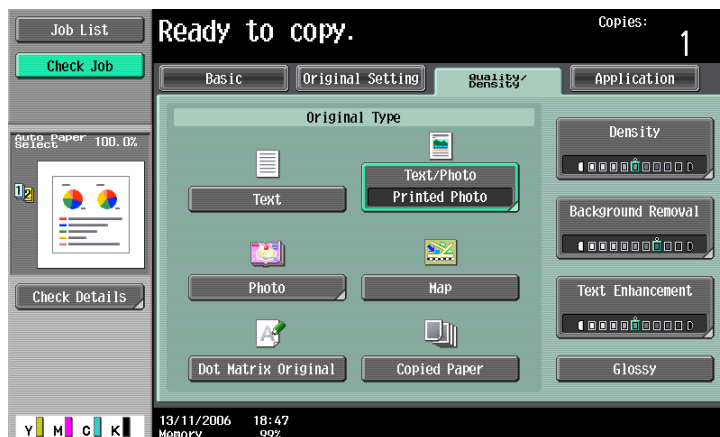 Job List
Ready to copy.
Copies:
1
Check Job
Basic
Original Setting
Quality/
Density
Application
Auto Paper
Select
100.0%
Original Type
Text
Text/Photo
Printed Photo
Density
Background Removal
Photo
Map
Check Details
Text Enhancement
Dot Matrix Original
Copied Paper
Glossy
Y M C K
13/11/2006 18:47
Memory 99%